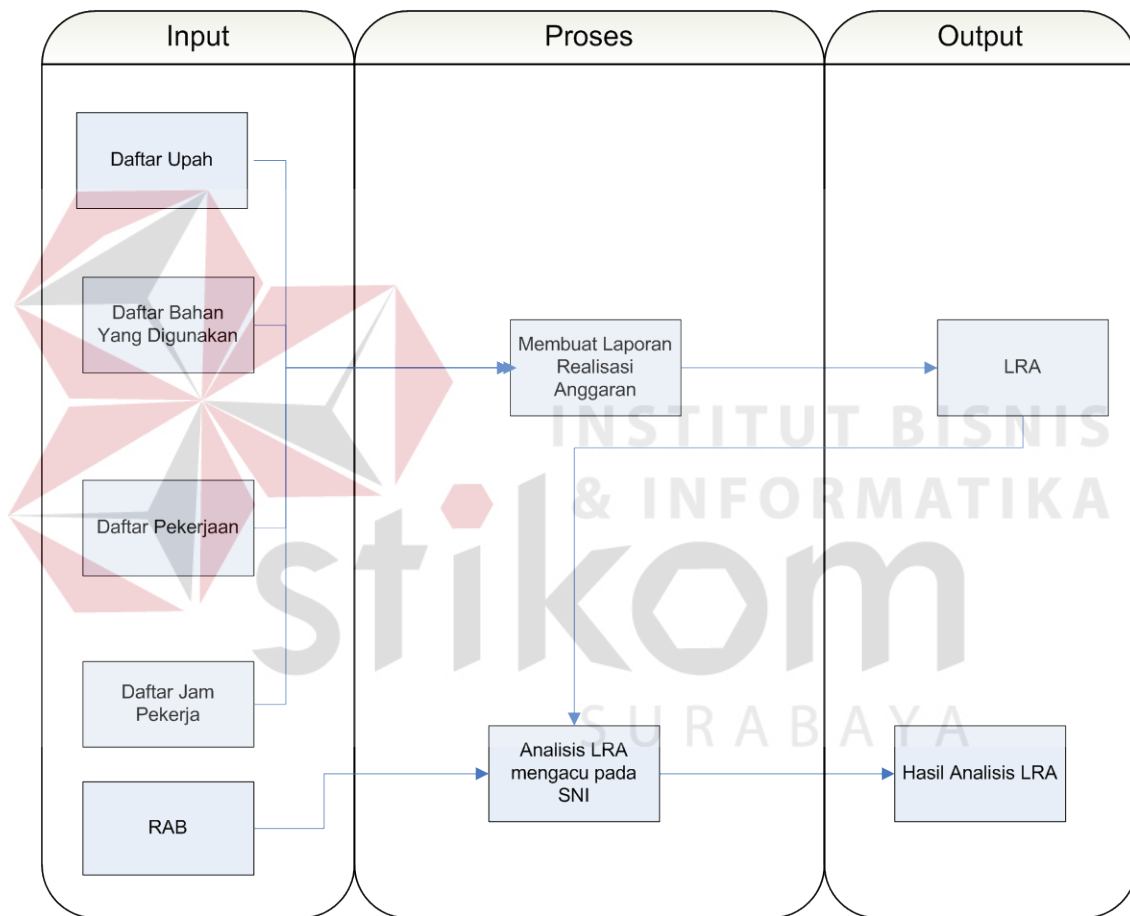 Input
Proses
Output
Daftar Upah
Daftar Bahan
Yang Digunakan
Membuat Laporan
Realisasi
Anggaran
LRA
INSTITUT BISNIS
& INFORMATIKA
Daftar Pekerjaan
stikom
Daftar Jam
Pekerja
SURABAYA
Analisis LRA
mengacu pada
SNI
Hasil Analisis LRA
RAB